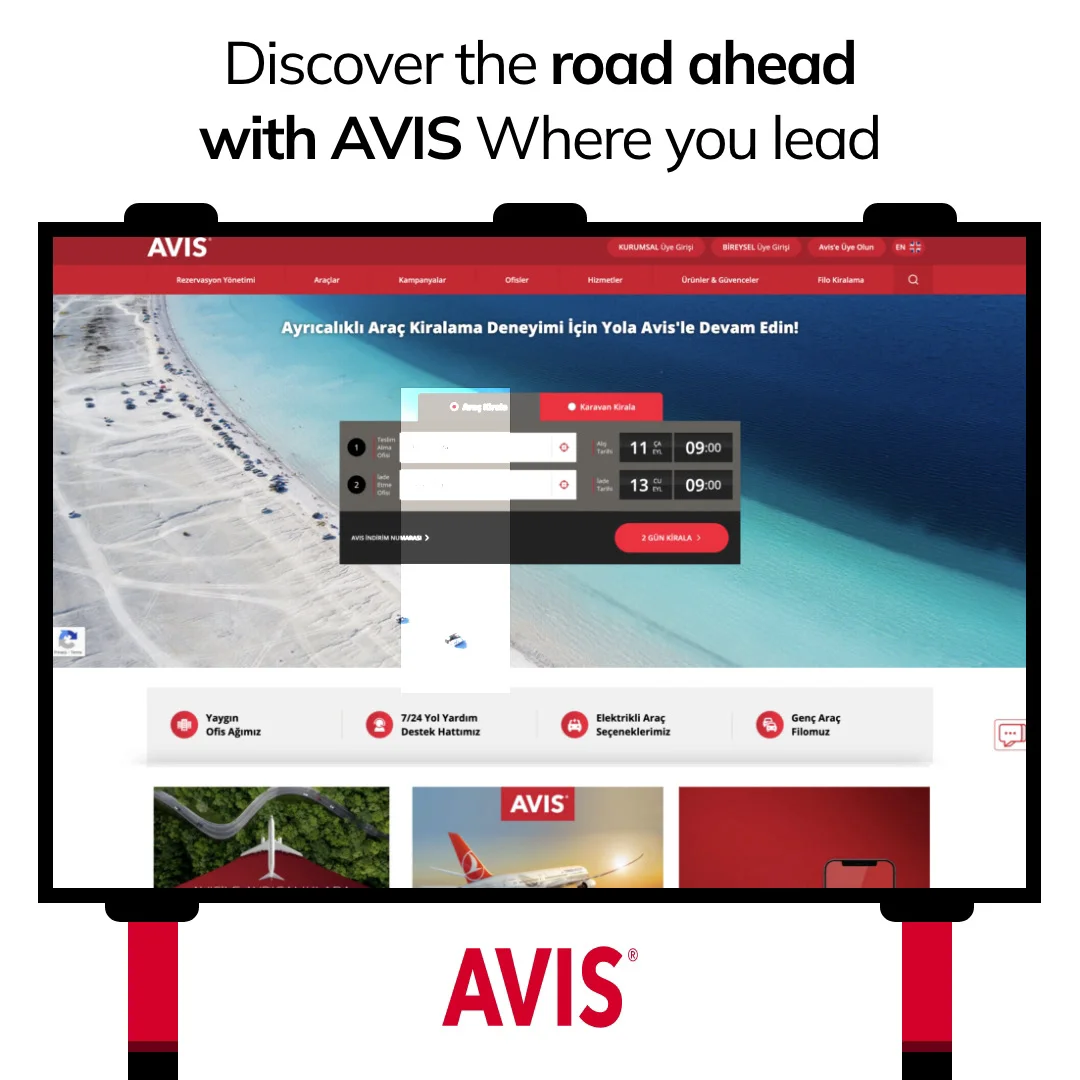 Discover the road ahead
with AVIS Where you lead
AVIS
KURUMSAL Üye Girişi
BİREYSEL Üye Girişi
Avis'e Üye Olun
EN
Rezervasyon Yönetimi
Araçlar
Kampanyalar
Ofisler
Hizmetler
Ürünler & Güvenceler
Filo Kiralama
Ayrıcalıklı Araç Kiralama Deneyimi İçin Yola Avis'le Devam Edin!
Araç Kirala
Karavan Kirala
1
Teslim
Alma
Ofisi
Alış
Tarihi
11
ÇA
EYL
09:00
2
İade
Etme
Ofisi
İade
Tarihi
13
CU
EYL
09:00
AVIS İNDİRİM NUMARASI
2 GÜN KİRALA
Yaygın
Ofis Ağımız
7/24 Yol Yardım
Destek Hattımız
Elektrikli Araç
Seçeneklerimiz
Genç Araç
Filomuz
AVIS
AVIS®